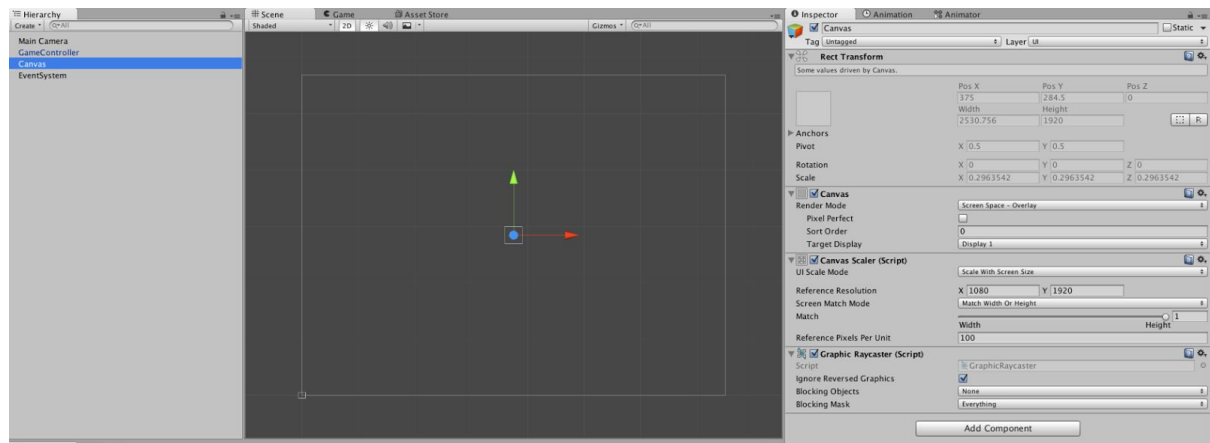 Hierarchy
Create
All
Main Camera
GameController
Canvas
EventSystem
Scene
Game
Asset Store
Shaded
2D
Gizmos
All
Inspector
Animation
Animator
Canvas
Static
Tag Untagged
Layer UI
Rect Transform
Some values driven by Canvas.
Pos X Pos Y Pos Z
375 284.5 0
Width Height
2530.756 1920
R
Anchors
Pivot X 0.5 Y 0.5
Rotation X 0 Y 0 Z 0
Scale X 0.2963542 Y 0.2963542 Z 0.2963542
Canvas
Render Mode Screen Space - Overlay
Pixel Perfect
Sort Order 0
Target Display Display 1
Canvas Scaler (Script)
UI Scale Mode Scale With Screen Size
Reference Resolution X 1080 Y 1920
Screen Match Mode Match Width Or Height
Match 1
Width Height
Reference Pixels Per Unit 100
Graphic Raycaster (Script)
Script GraphicRaycaster
Ignore Reversed Graphics
Blocking Objects None
Blocking Mask Everything
Add Component